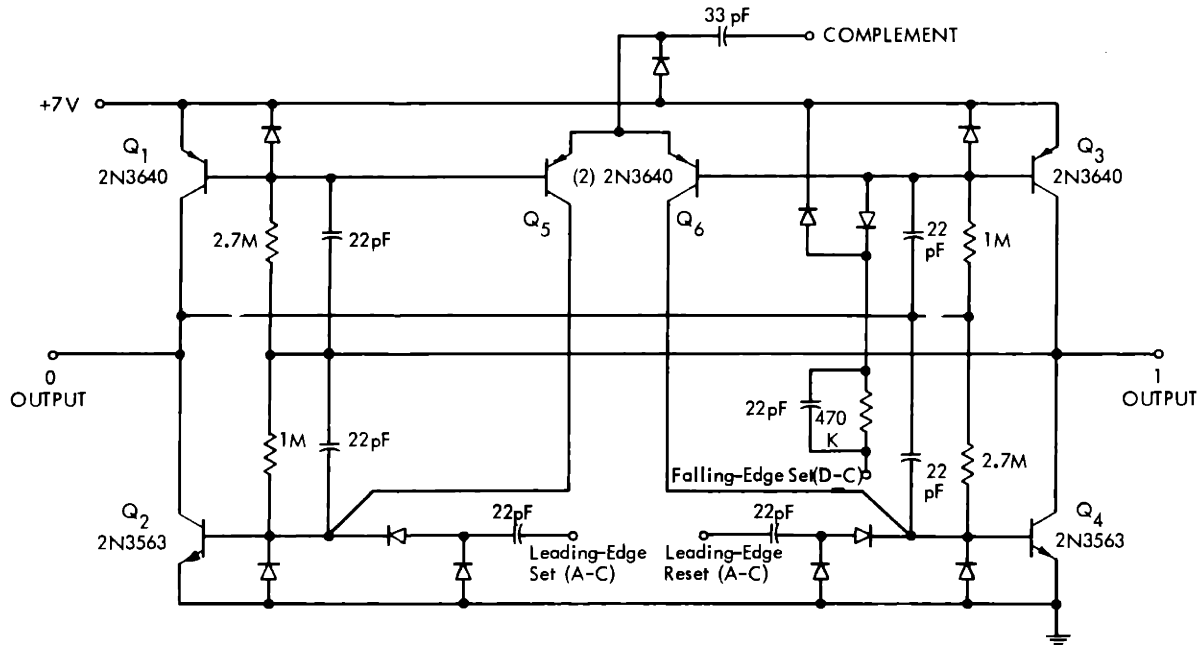 33 pF
COMPLEMENT
+7V
Q1
2N3640
Q3
2N3640
(2) 2N3640
Q5
Q6
2.7M
22pF
22
pF
1M
0
OUTPUT
1
OUTPUT
1M
22pF
22pF
470
K
22
pF
2.7M
Falling-Edge Set(D-C)
Q2
2N3563
22pF
Leading-Edge
Set (A-C)
22pF
Leading-Edge
Reset (A-C)
Q4
2N3563